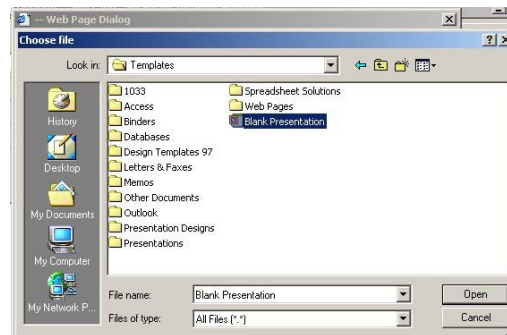 -- Web Page Dialog
Choose file
Look in: Templates
1033
Access
Binders
Databases
Design Templates 97
Letters & Faxes
Memos
Other Documents
Outlook
Presentation Designs
Presentations
Spreadsheet Solutions
Web Pages
Blank Presentation
History
Desktop
My Documents
My Computer
My Network P...
File name: Blank Presentation Open
Files of type: All Files (*.*) Cancel